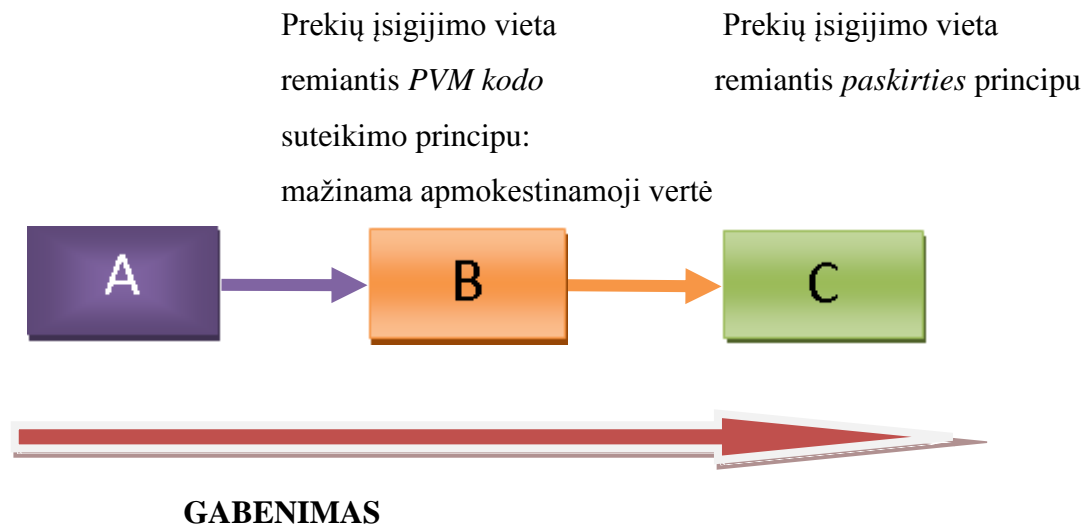 Prekių įsigijimo vieta
remiantis PVM kodo
suteikimo principu:
mažinama apmokestinamoji vertė
Prekių įsigijimo vieta
remiantis paskirties principu
A
B
C
GABENIMAS